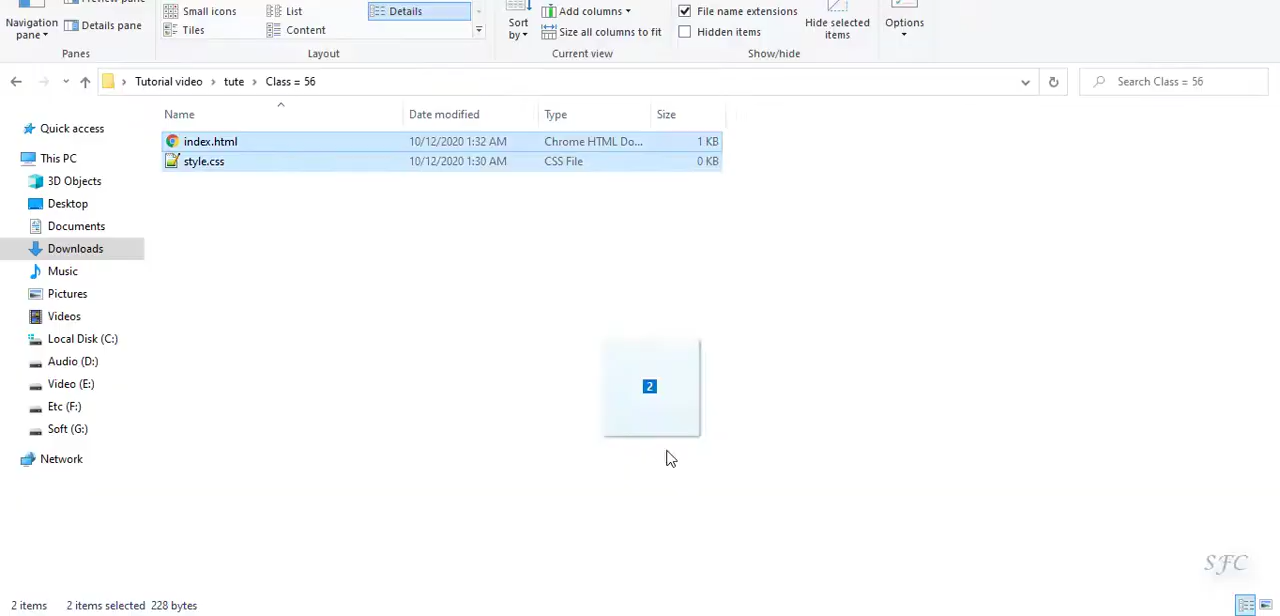 Small icons List Details Add columns File name extensions
Navigation pane Details pane Tiles Content Sort by Size all columns to fit Hidden items Hide selected items Options
Panes Layout Current view Show/hide
Tutorial video › tute › Class = 56 Search Class = 56
Name Date modified Type Size
index.html 10/12/2020 1:32 AM Chrome HTML Do... 1 KB
style.css 10/12/2020 1:30 AM CSS File 0 KB
Quick access
This PC
3D Objects
Desktop
Documents
Downloads
Music
Pictures
Videos
Local Disk (C:)
Audio (D:)
Video (E:)
Etc (F:)
Soft (G:)
Network
2
SFC
2 items 2 items selected 228 bytes